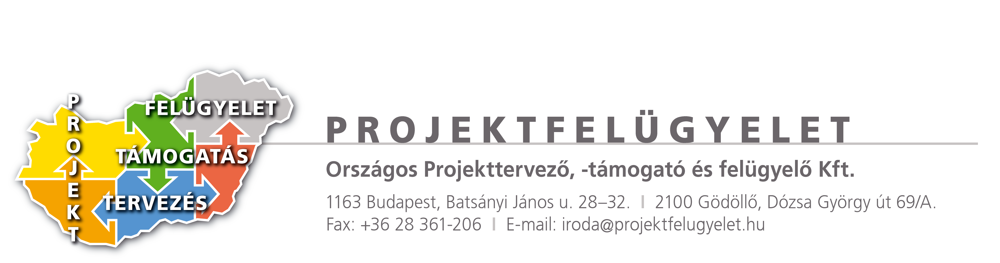 PROJEKT
FELÜGYELET
TÁMOGATÁS
TERVEZÉS
PROJEKTFELÜGYELET
Országos Projekttervező, -támogató és felügyelő Kft.
1163 Budapest, Batsányi János u. 28–32. | 2100 Gödöllő, Dózsa György út 69/A.
Fax: +36 28 361-206 | E-mail: iroda@projektfelugyelet.hu